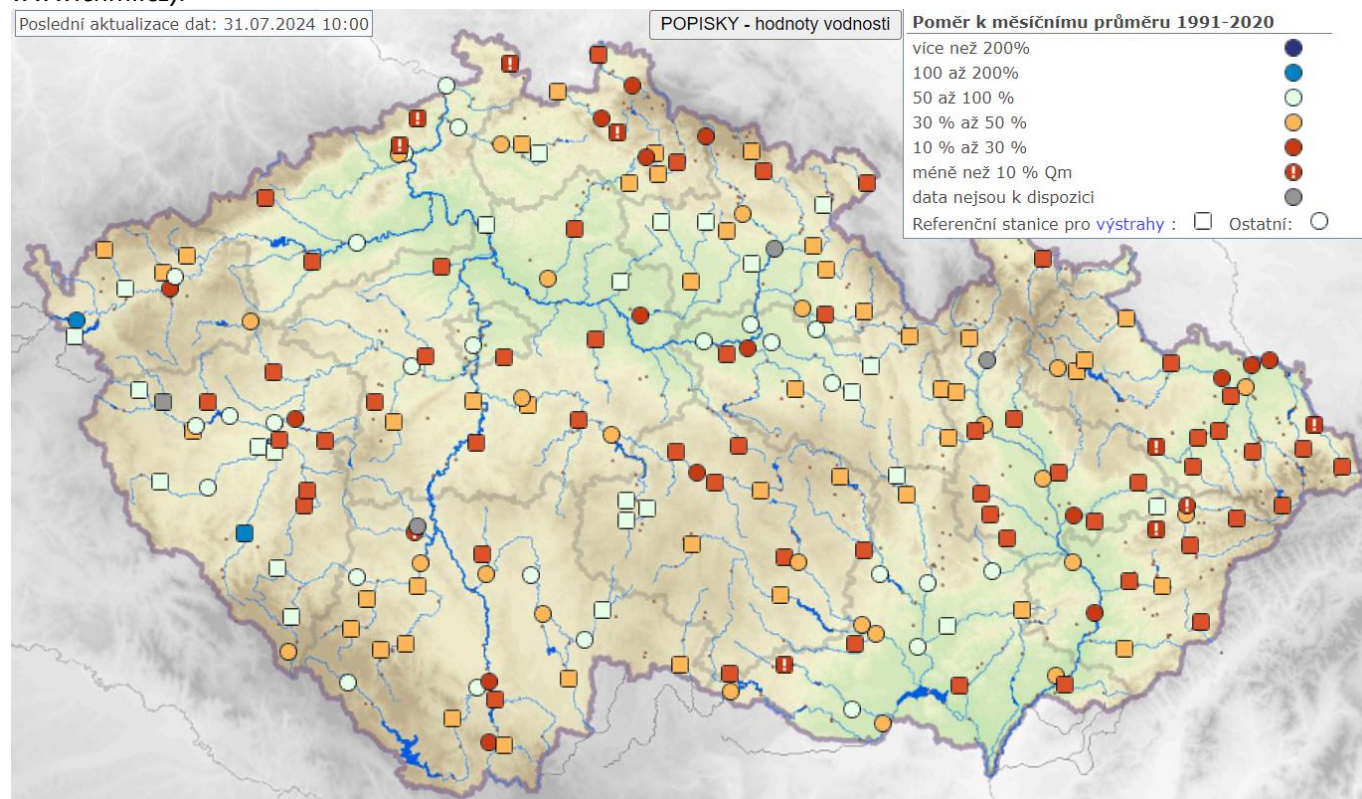 Poslední aktualizace dat: 31.07.2024 10:00
POPISKY - hodnoty vodnosti
Poměr k měsíčnímu průměru 1991-2020
více než 200%
100 až 200%
50 až 100 %
30 % až 50 %
10 % až 30 %
méně než 10 % Qm
data nejsou k dispozici
Referenční stanice pro výstrahy : Ostatní: